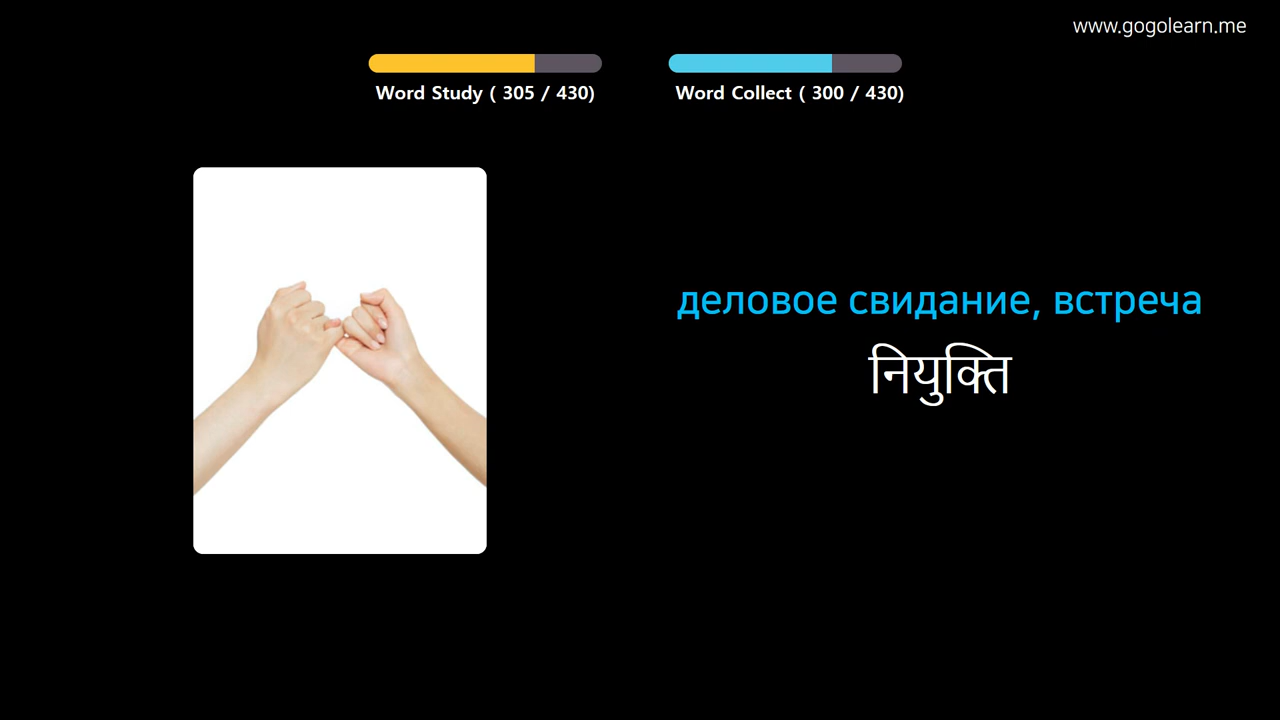 www.gogolearn.me
Word Study ( 305 / 430)
Word Collect ( 300 / 430)
деловое свидание, встреча
नियुक्ति